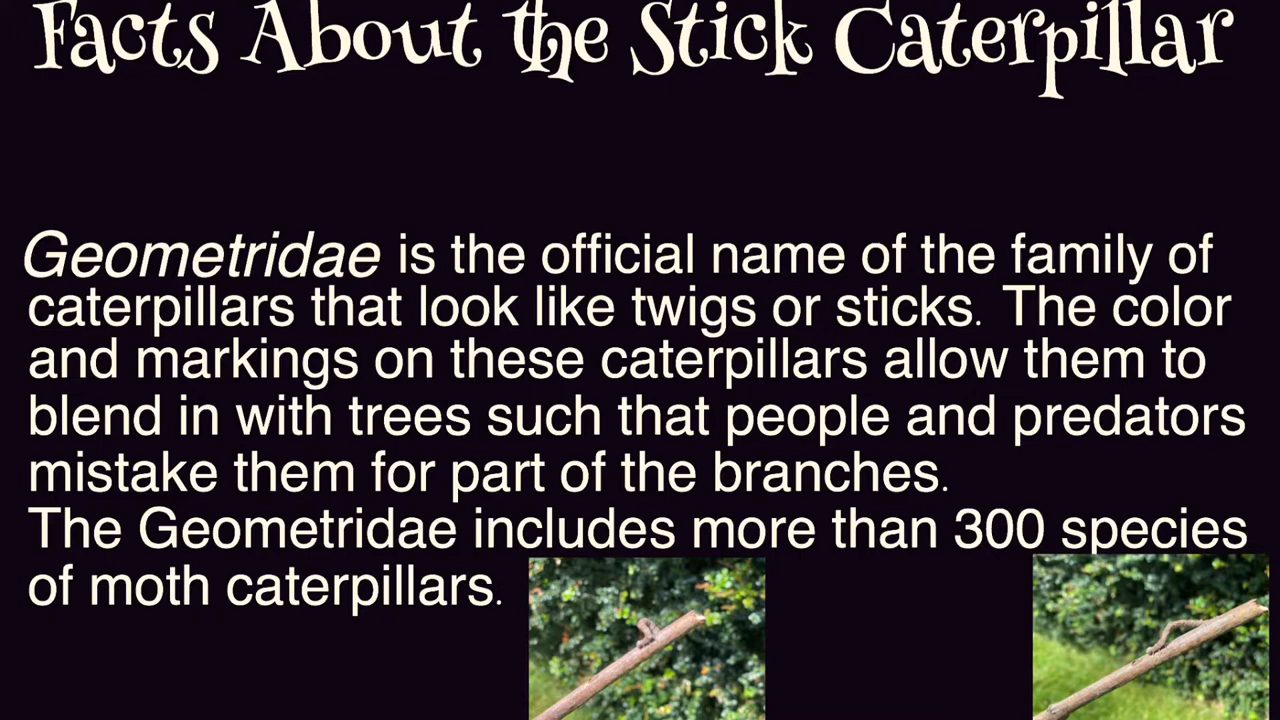 Facts About the Stick Caterpillar
Geometridae is the official name of the family of
caterpillars that look like twigs or sticks. The color
and markings on these caterpillars allow them to
blend in with trees such that people and predators
mistake them for part of the branches.
The Geometridae includes more than 300 species
of moth caterpillars.